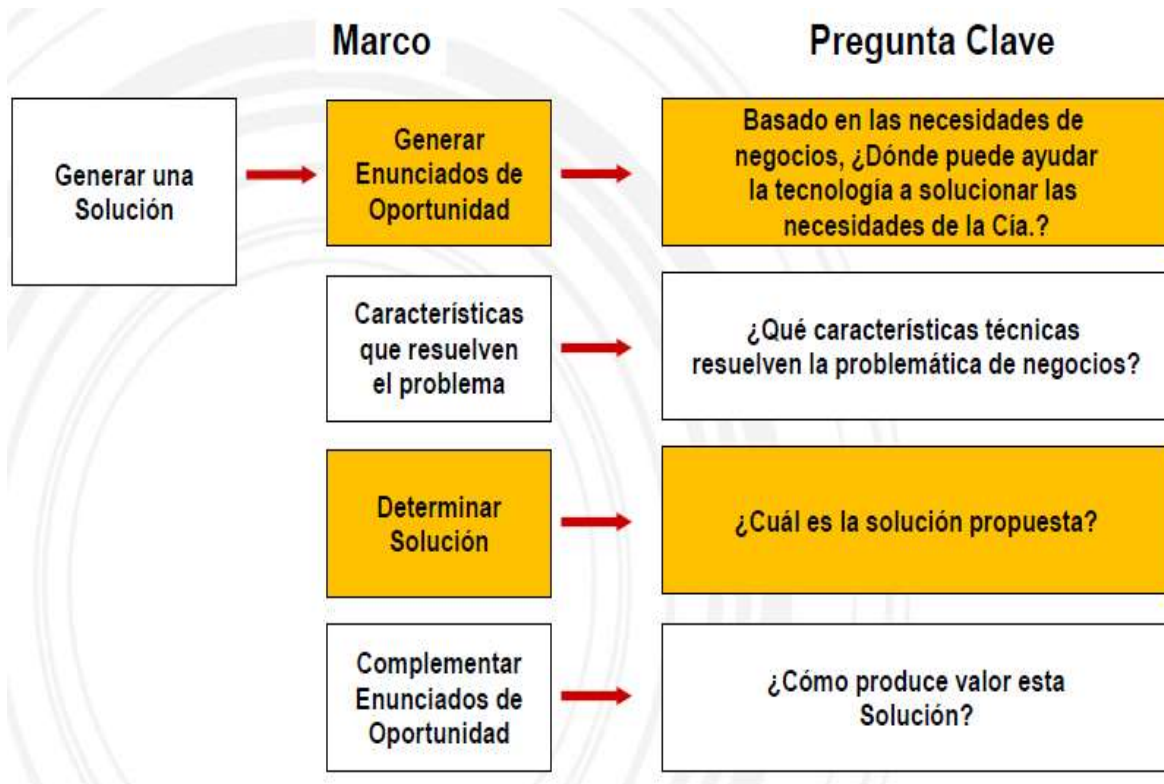 Marco
Pregunta Clave
Generar una
Solución
Generar
Enunciados de
Oportunidad
Basado en las necesidades de
negocios, ¿Dónde puede ayudar
la tecnología a solucionar las
necesidades de la Cía.?
Características
que resuelven
el problema
¿Qué características técnicas
resuelven la problemática de negocios?
Determinar
Solución
¿Cuál es la solución propuesta?
Complementar
Enunciados de
Oportunidad
¿Cómo produce valor esta
Solución?